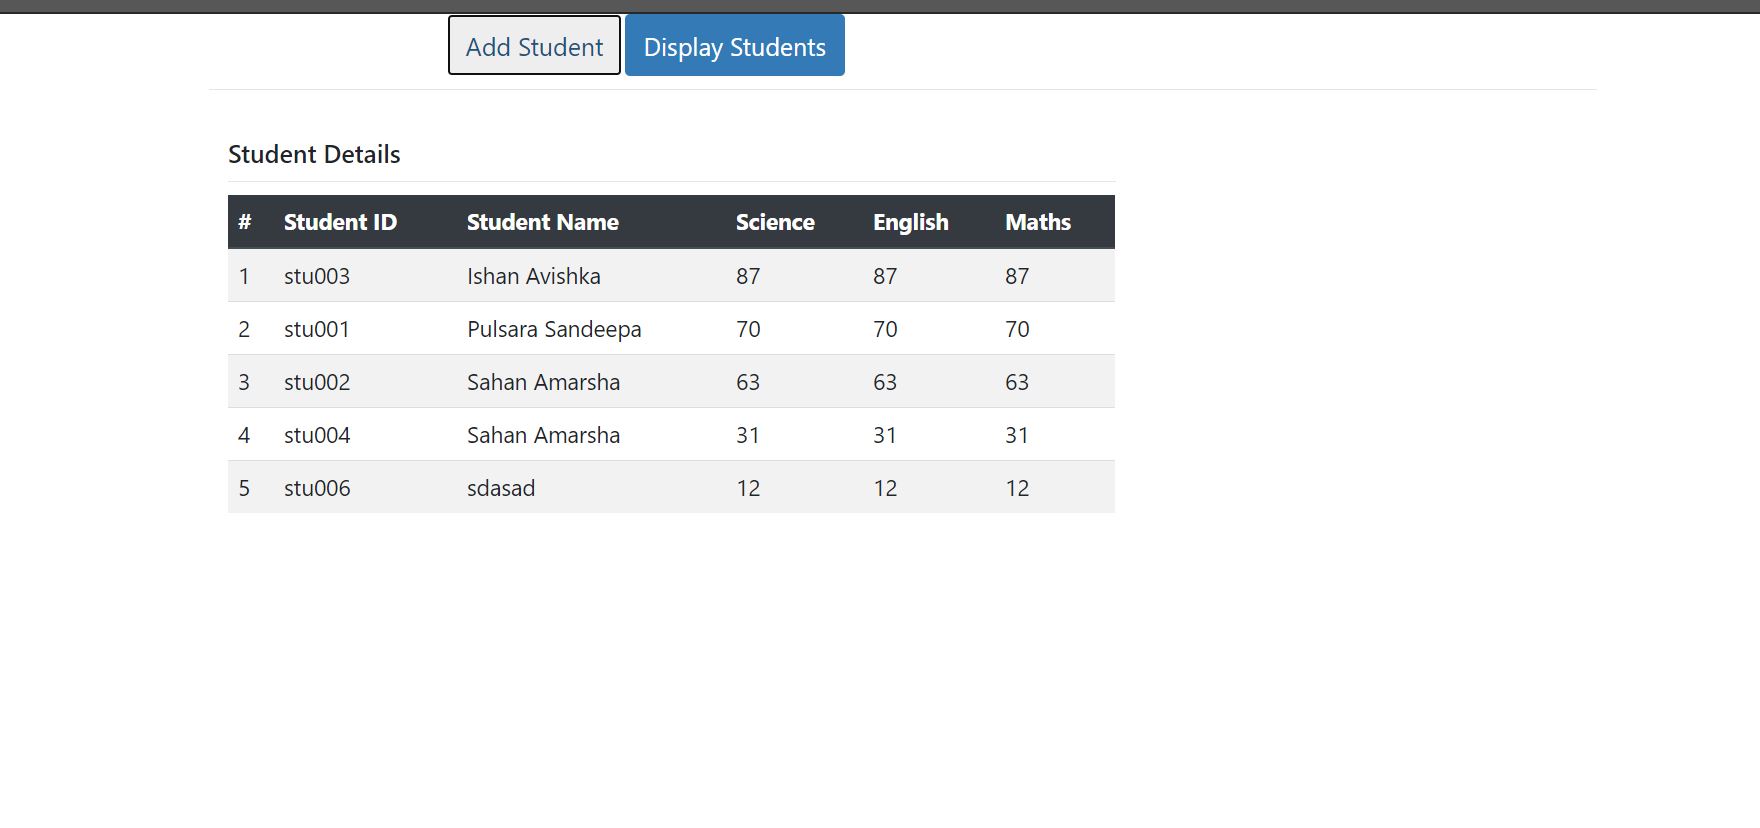 Add Student Display Students
Student Details
# Student ID Student Name Science English Maths
1 stu003 Ishan Avishka 87 87 87
2 stu001 Pulsara Sandeepa 70 70 70
3 stu002 Sahan Amarsha 63 63 63
4 stu004 Sahan Amarsha 31 31 31
5 stu006 sdasad 12 12 12